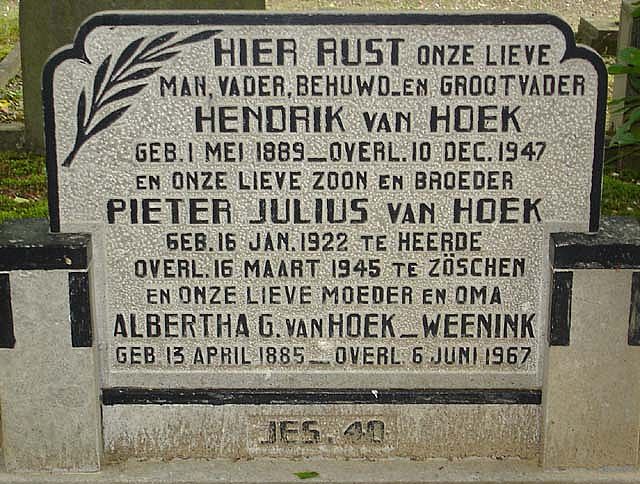 HIER RUST ONZE LIEVE
MAN, VADER, BEHUWD_EN GROOTVADER
HENDRIK VAN HOEK
GEB. 1 MEI 1889_OVERL. 10 DEC. 1947
EN ONZE LIEVE ZOON EN BROEDER
PIETER JULIUS VAN HOEK
GEB. 16 JAN. 1922 TE HEERDE
OVERL. 16 MAART 1945 TE ZÖSCHEN
EN ONZE LIEVE MOEDER EN OMA
ALBERTHA G. VAN HOEK_WEENINK
GEB 13 APRIL 1885_OVERL 6 JUNI 1967
JES. 40